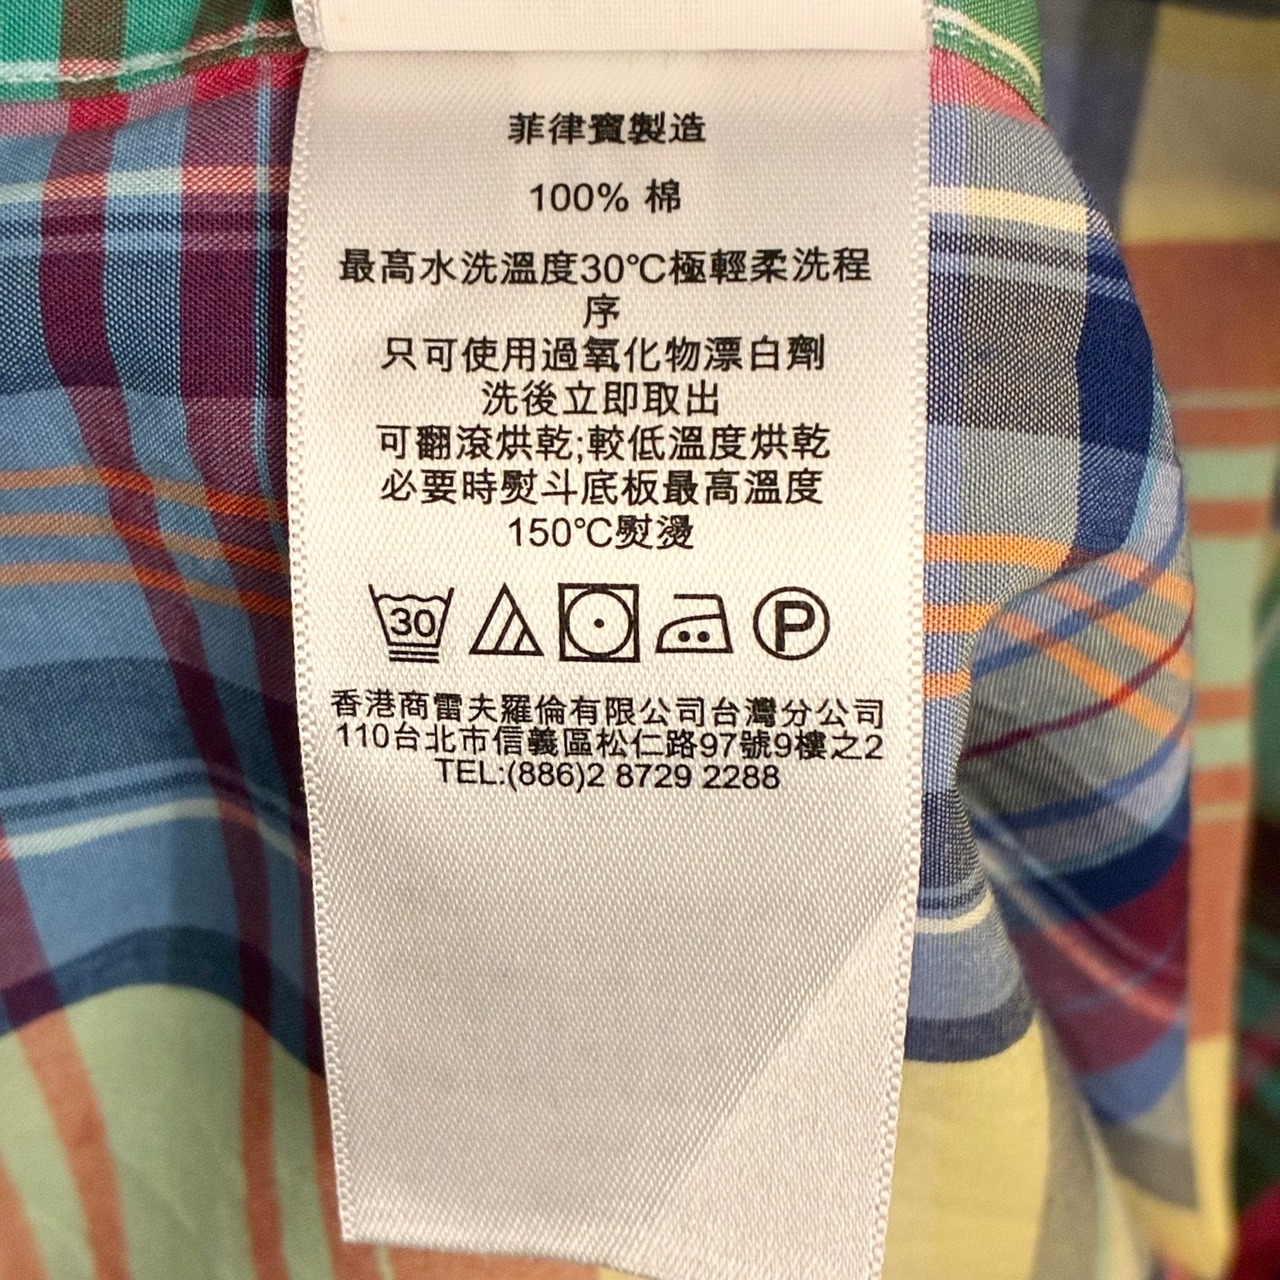 菲律賓製造
100% 棉
最高水洗溫度30℃極輕柔洗程
序
只可使用過氧化物漂白劑
洗後立即取出
可翻滾烘乾;較低溫度烘乾
必要時熨斗底板最高溫度
150℃熨燙
30
P
香港商雷夫羅倫有限公司台灣分公司
110台北市信義區松仁路97號9樓之2
TEL:(886)2 8729 2288